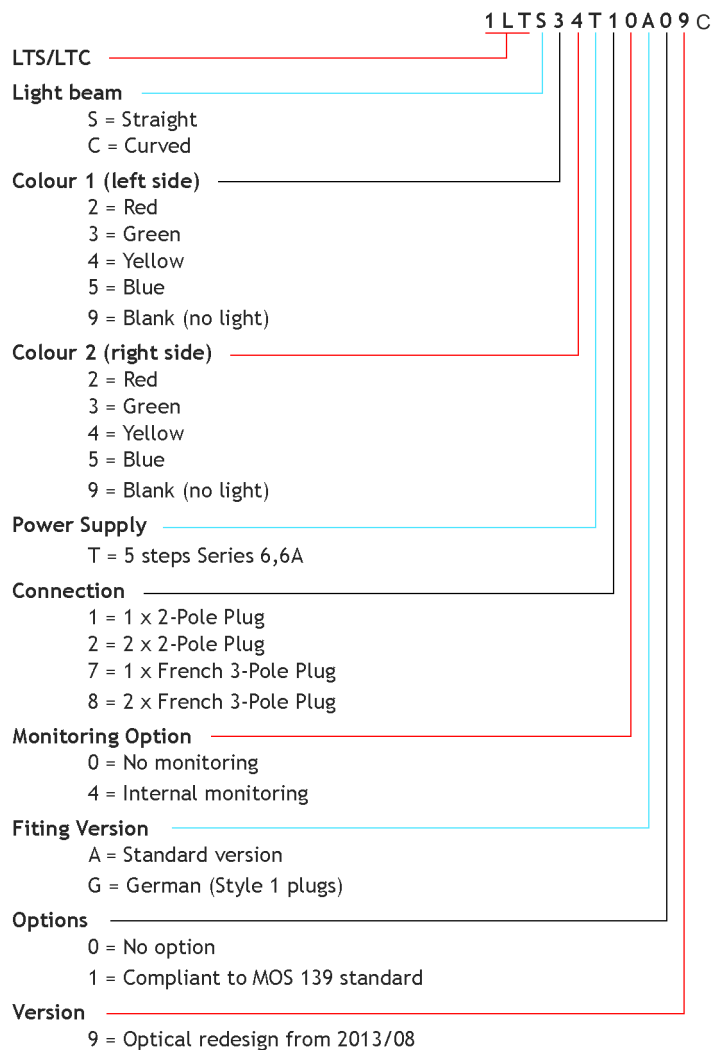 1LTS34T10A09C
LTS/LTC
Light beam
S = Straight
C = Curved
Colour 1 (left side)
2 = Red
3 = Green
4 = Yellow
5 = Blue
9 = Blank (no light)
Colour 2 (right side)
2 = Red
3 = Green
4 = Yellow
5 = Blue
9 = Blank (no light)
Power Supply
T = 5 steps Series 6,6A
Connection
1 = 1 x 2-Pole Plug
2 = 2 x 2-Pole Plug
7 = 1 x French 3-Pole Plug
8 = 2 x French 3-Pole Plug
Monitoring Option
0 = No monitoring
4 = Internal monitoring
Fiting Version
A = Standard version
G = German (Style 1 plugs)
Options
0 = No option
1 = Compliant to MOS 139 standard
Version
9 = Optical redesign from 2013/08